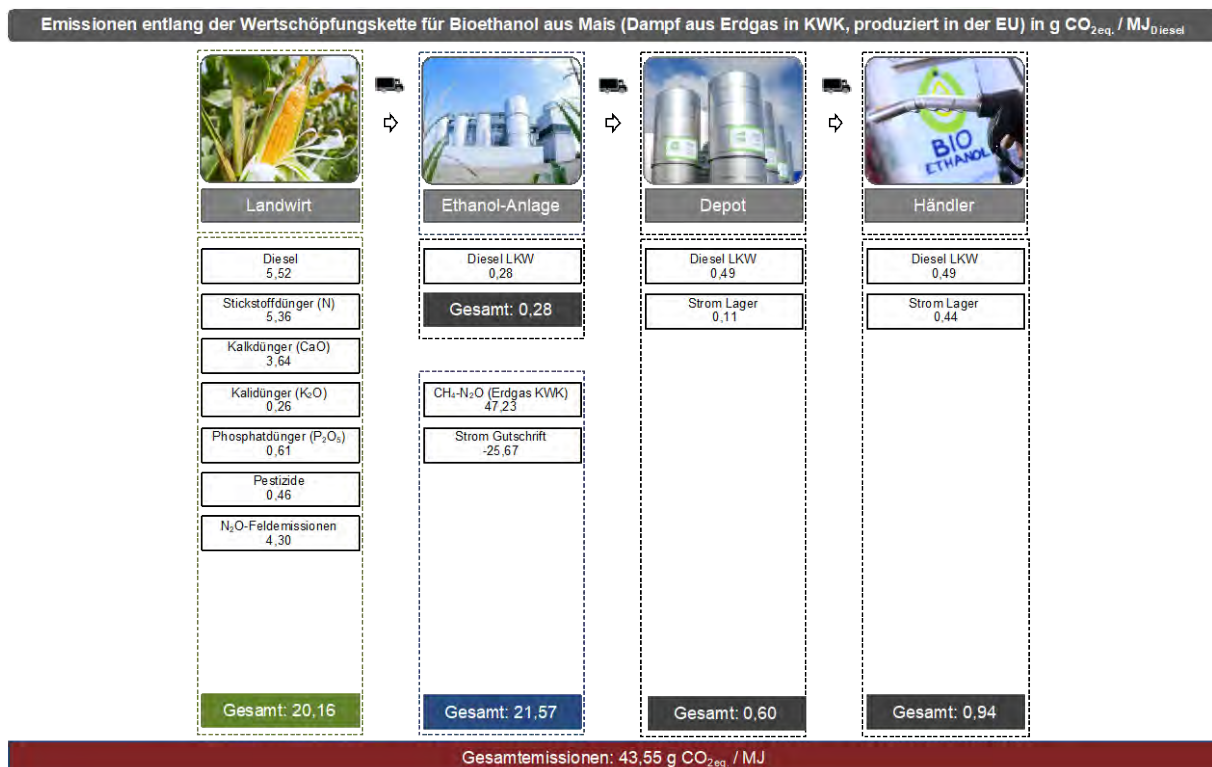 Emissionen entlang der Wertschöpfungskette für Bioethanol aus Mais (Dampf aus Erdgas in KWK, produziert in der EU) in g CO₂eq. / MJDiesel
BIO
ETHANOL
Landwirt
Ethanol-Anlage
Depot
Händler
Diesel
5,52
Stickstoffdünger (N)
5,36
Kalkdünger (CaO)
3,64
Kalidünger (K₂O)
0,26
Phosphatdünger (P₂O₅)
0,61
Pestizide
0,46
N₂O-Feldemissionen
4,30
Gesamt: 20,16
Diesel LKW
0,28
Gesamt: 0,28
CH₄-N₂O (Erdgas KWK)
47,23
Strom Gutschrift
-25,67
Gesamt: 21,57
Diesel LKW
0,49
Strom Lager
0,11
Gesamt: 0,60
Diesel LKW
0,49
Strom Lager
0,44
Gesamt: 0,94
Gesamtemissionen: 43,55 g CO₂eq. / MJ